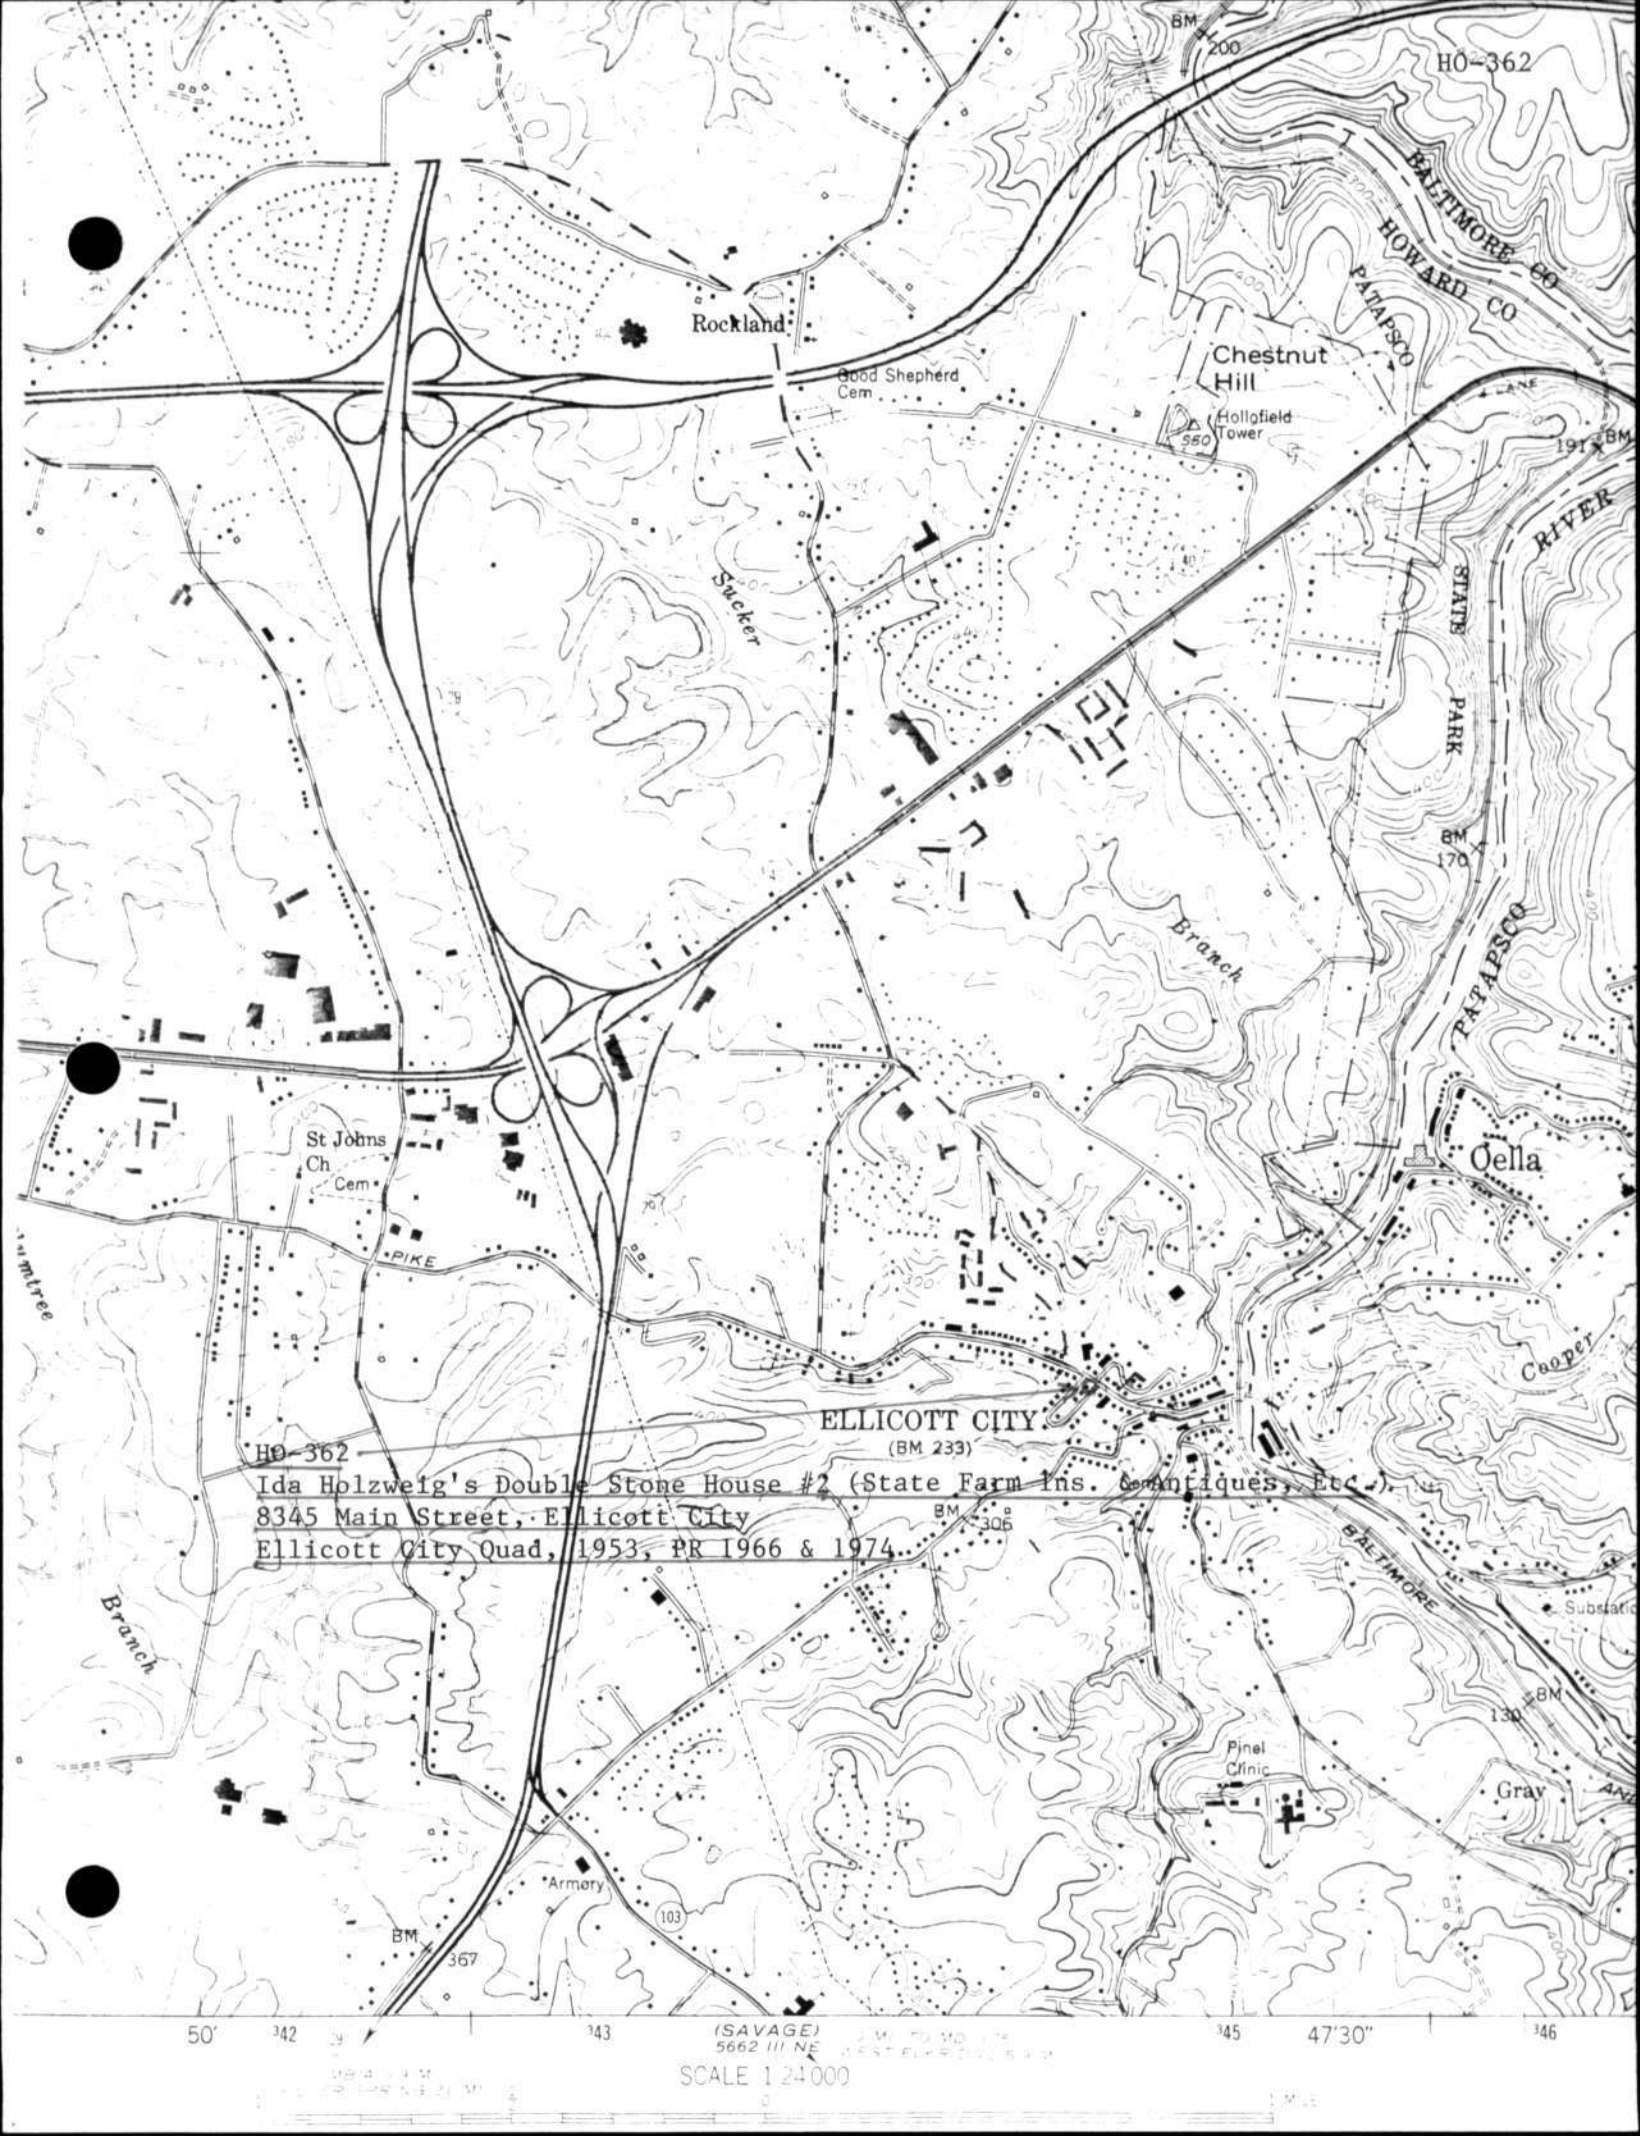 BM
200
HO-362
BALTIMORE CO
HOWARD CO
PATAPSCO
Rockland
Good Shepherd
Cem
Chestnut
Hill
Hollofield
Tower
550
LANE
191
BM
RIVER
Sucker
STATE
PARK
BM
170
Branch
PATAPSCO
St Johns
Ch
Cem
Oella
PIKE
Cooper
ELLICOTT CITY
(BM 233)
HO-362
Ida Holzweig's Double Stone House #2 (State Farm Ins. & Antiques, Etc.)
8345 Main Street, Ellicott City
BM
306
Ellicott City Quad, 1953, PR 1966 & 1974
BALTIMORE
Branch
BM
130
Pinel
Clinic
Gray
Armory
103
BM
367
50'
342
343
(SAVAGE)
5662 III NE
345
47'30"
346
SCALE 1:24000
0